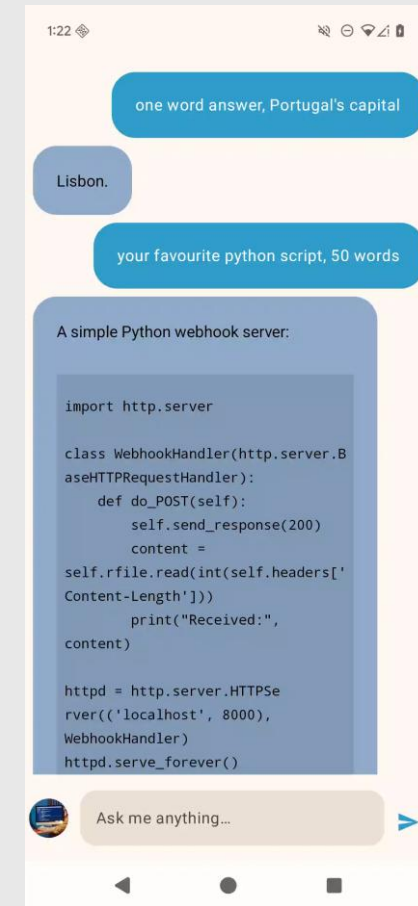 1:22
one word answer, Portugal's capital
Lisbon.
your favourite python script, 50 words
A simple Python webhook server:
import http.server
class WebhookHandler(http.server.B
aseHTTPRequestHandler):
    def do_POST(self):
        self.send_response(200)
        content =
self.rfile.read(int(self.headers['
Content-Length']))
        print("Received:",
content)
httpd = http.server.HTTPSe
rver(('localhost', 8000),
WebhookHandler)
httpd.serve_forever()
Ask me anything...